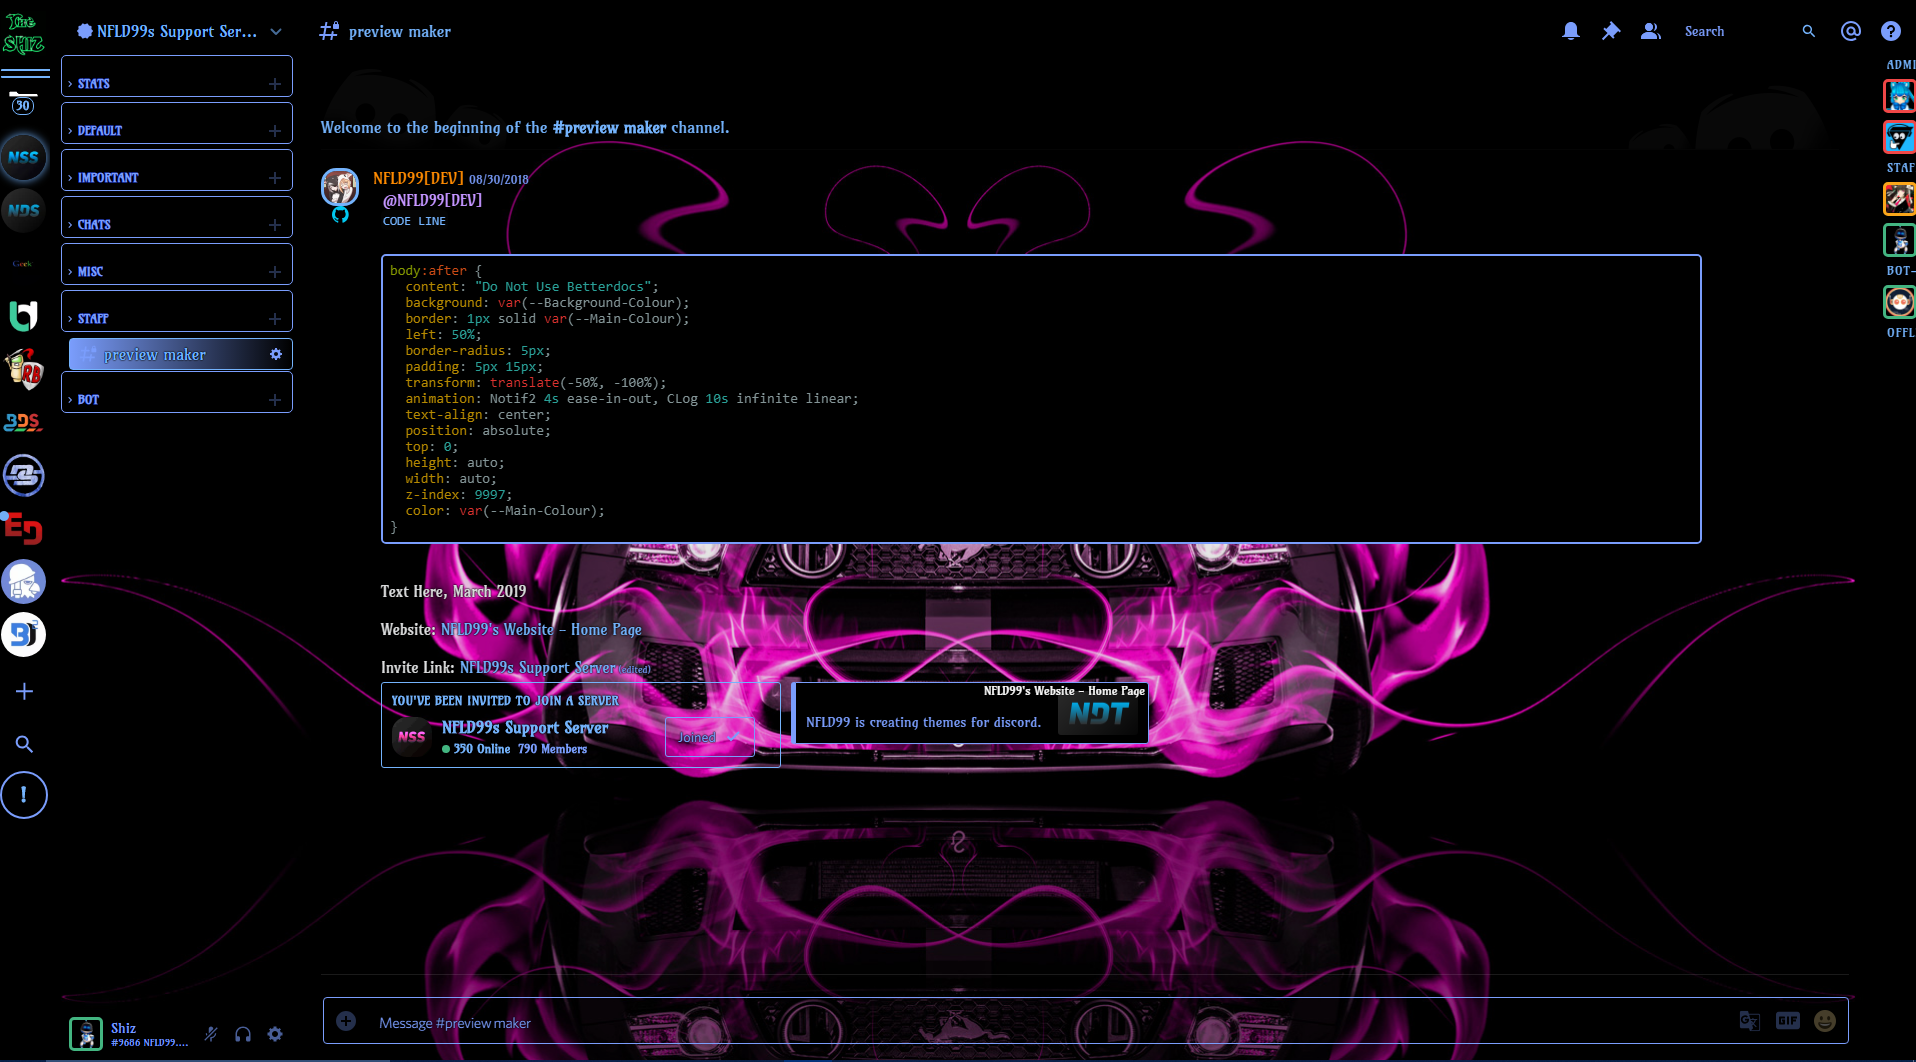 The
SHIZ
NFLD99s Support Ser...
preview maker
Search
30
STATS
DEFAULT
IMPORTANT
CHATS
MISC
STAFF
preview maker
BOT
NSS
NDS
Geek
RB
BDS
ED
!
Welcome to the beginning of the #preview maker channel.
NFLD99[DEV] 08/30/2018
@NFLD99[DEV]
CODE LINE
body:after {
  content: "Do Not Use Betterdocs";
  background: var(--Background-Colour);
  border: 1px solid var(--Main-Colour);
  left: 50%;
  border-radius: 5px;
  padding: 5px 15px;
  transform: translate(-50%, -100%);
  animation: Notif2 4s ease-in-out, CLog 10s infinite linear;
  text-align: center;
  position: absolute;
  top: 0;
  height: auto;
  width: auto;
  z-index: 9997;
  color: var(--Main-Colour);
}
Text Here, March 2019
Website: NFLD99's Website - Home Page
Invite Link: NFLD99s Support Server (edited)
YOU'VE BEEN INVITED TO JOIN A SERVER
NSS
NFLD99s Support Server
350 Online 790 Members
Joined
NFLD99's Website - Home Page
NFLD99 is creating themes for discord.
NDT
ADMI
STAF
BOT-
OFFL
Shiz
#9686 NFLD99....
Message #preview maker
GIF